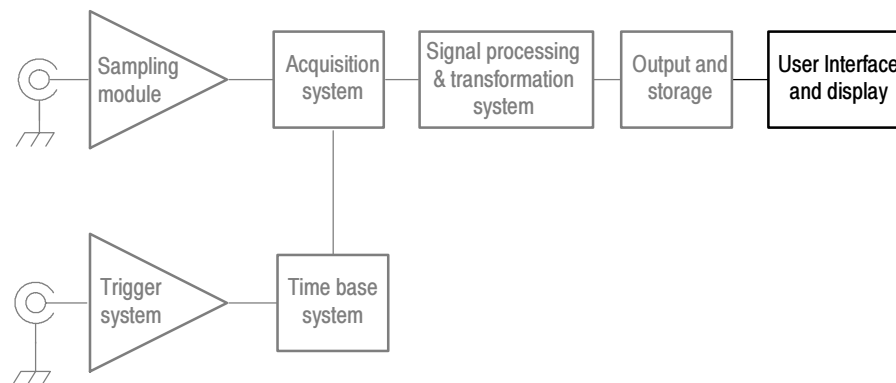 Sampling
module
Acquisition
system
Signal processing
& transformation
system
Output and
storage
User Interface
and display
Trigger
system
Time base
system